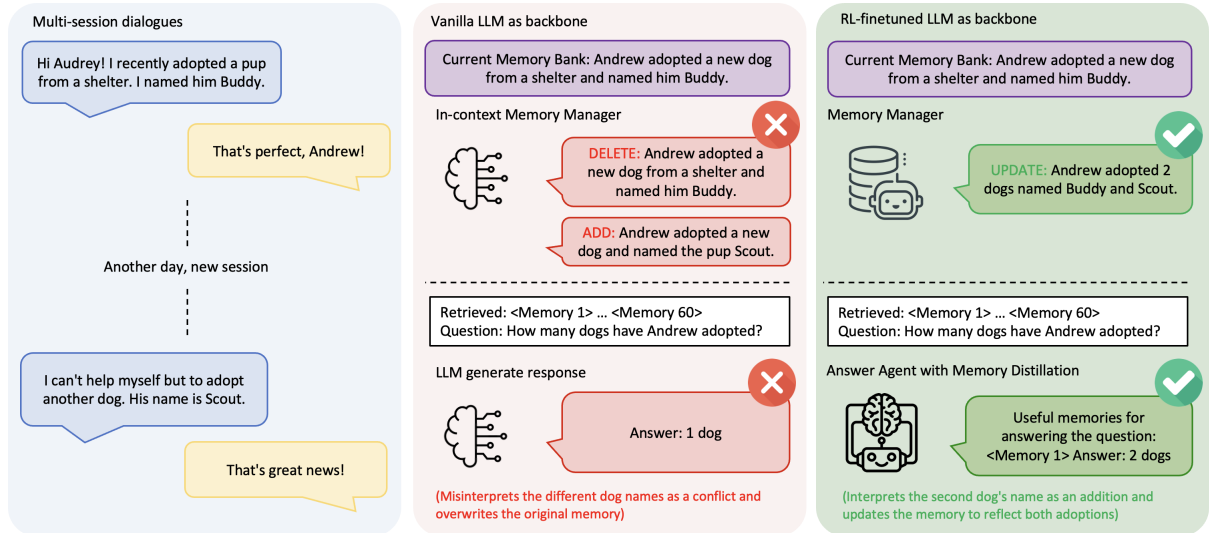 Multi-session dialogues
Hi Audrey! I recently adopted a pup
from a shelter. I named him Buddy.
That's perfect, Andrew!
Another day, new session
I can't help myself but to adopt
another dog. His name is Scout.
That's great news!
Vanilla LLM as backbone
Current Memory Bank: Andrew adopted a new dog
from a shelter and named him Buddy.
In-context Memory Manager
DELETE: Andrew adopted a
new dog from a shelter and
named him Buddy.
ADD: Andrew adopted a new
dog and named the pup Scout.
Retrieved: <Memory 1> ... <Memory 60>
Question: How many dogs have Andrew adopted?
LLM generate response
Answer: 1 dog
(Misinterprets the different dog names as a conflict and
overwrites the original memory)
RL-finetuned LLM as backbone
Current Memory Bank: Andrew adopted a new dog
from a shelter and named him Buddy.
Memory Manager
UPDATE: Andrew adopted 2
dogs named Buddy and Scout.
Retrieved: <Memory 1> ... <Memory 60>
Question: How many dogs have Andrew adopted?
Answer Agent with Memory Distillation
Useful memories for
answering the question:
<Memory 1> Answer: 2 dogs
(Interprets the second dog's name as an addition and
updates the memory to reflect both adoptions)